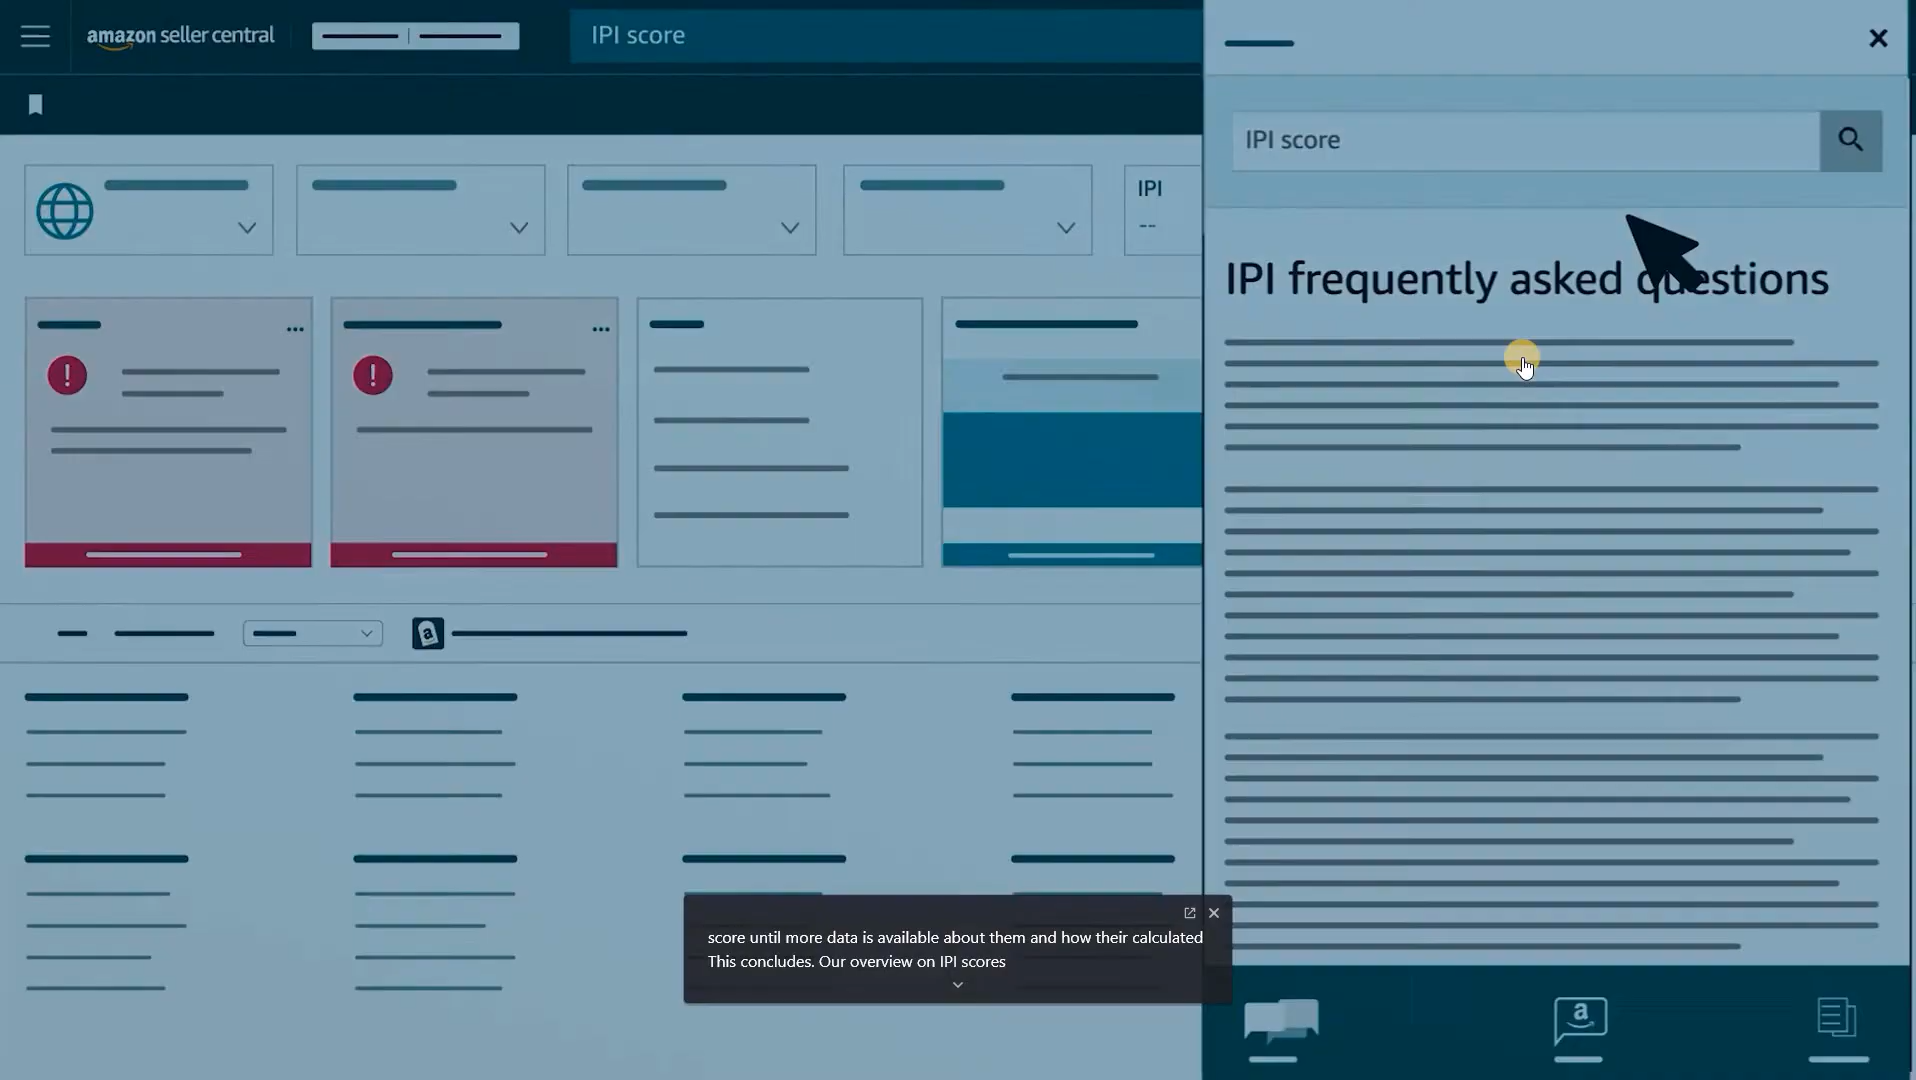 amazon seller central
IPI score
IPI score
IPI
--
IPI frequently asked questions
score until more data is available about them and how their calculated
This concludes. Our overview on IPI scores